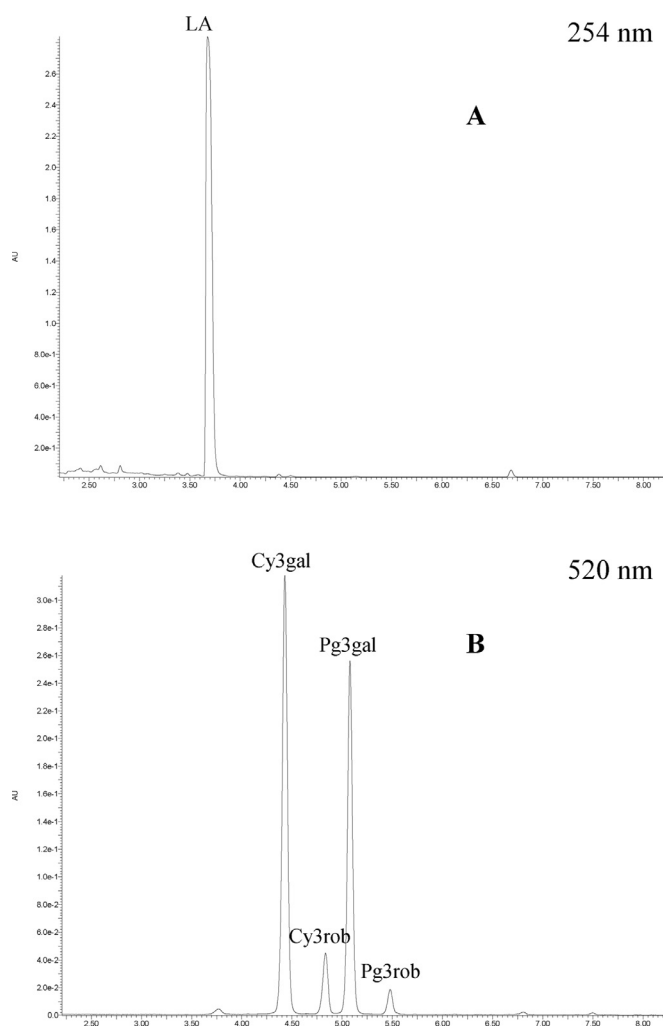 LA
254 nm
A
2.6
2.4
2.2
2.0
1.8
1.6
1.4
1.2
1.0
8.0e-1
6.0e-1
4.0e-1
2.0e-1
AU
2.50 3.00 3.50 4.00 4.50 5.00 5.50 6.00 6.50 7.00 7.50 8.00
Cy3gal
520 nm
B
Pg3gal
Cy3rob
Pg3rob
3.0e-1
2.8e-1
2.6e-1
2.4e-1
2.2e-1
2.0e-1
1.8e-1
1.6e-1
1.4e-1
1.2e-1
1.0e-1
8.0e-2
6.0e-2
4.0e-2
2.0e-2
0.0
AU
2.50 3.00 3.50 4.00 4.50 5.00 5.50 6.00 6.50 7.00 7.50 8.00